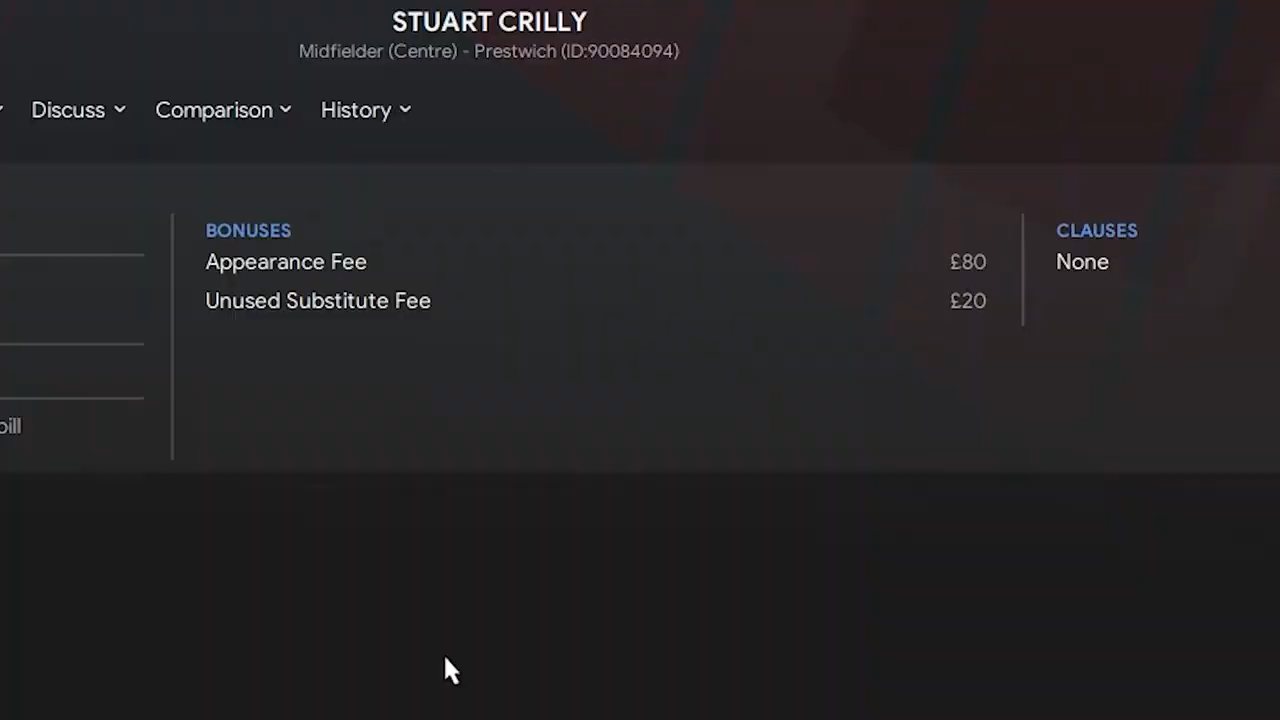 STUART CRILLY
Midfielder (Centre) - Prestwich (ID:90084094)
Discuss Comparison History
BONUSES
Appearance Fee £80
Unused Substitute Fee £20
CLAUSES
None